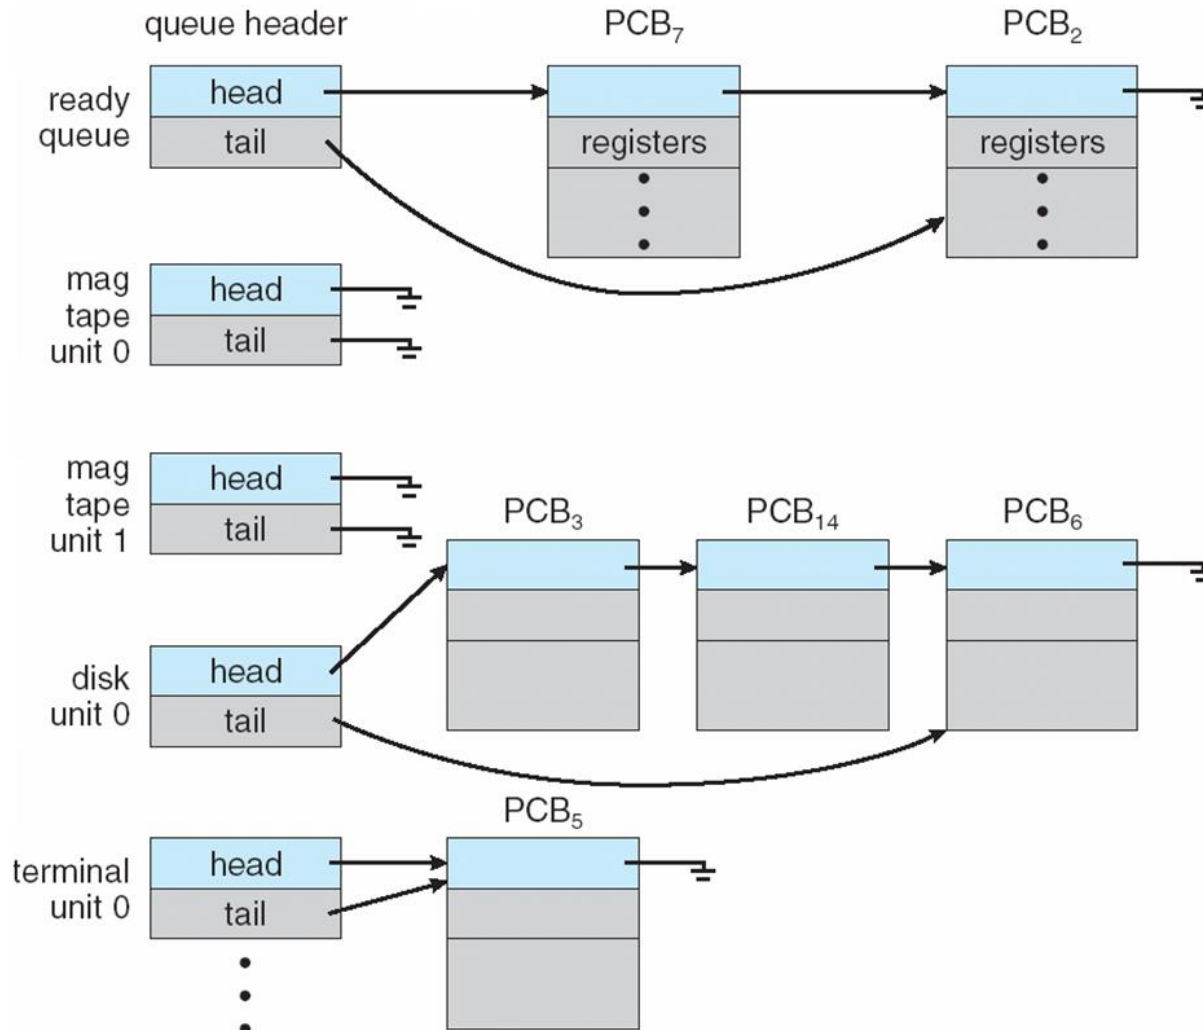 queue header
PCB₇
PCB₂
ready
queue
head
tail
registers
registers
mag
tape
unit 0
head
tail
mag
tape
unit 1
head
tail
PCB₃
PCB₁₄
PCB₆
disk
unit 0
head
tail
PCB₅
terminal
unit 0
head
tail